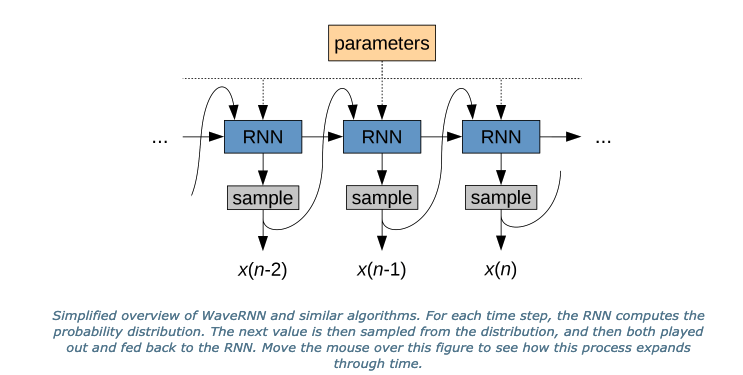 parameters
... RNN RNN RNN ...
sample sample sample
x(n-2) x(n-1) x(n)
Simplified overview of WaveRNN and similar algorithms. For each time step, the RNN computes the
probability distribution. The next value is then sampled from the distribution, and then both played
out and fed back to the RNN. Move the mouse over this figure to see how this process expands
through time.